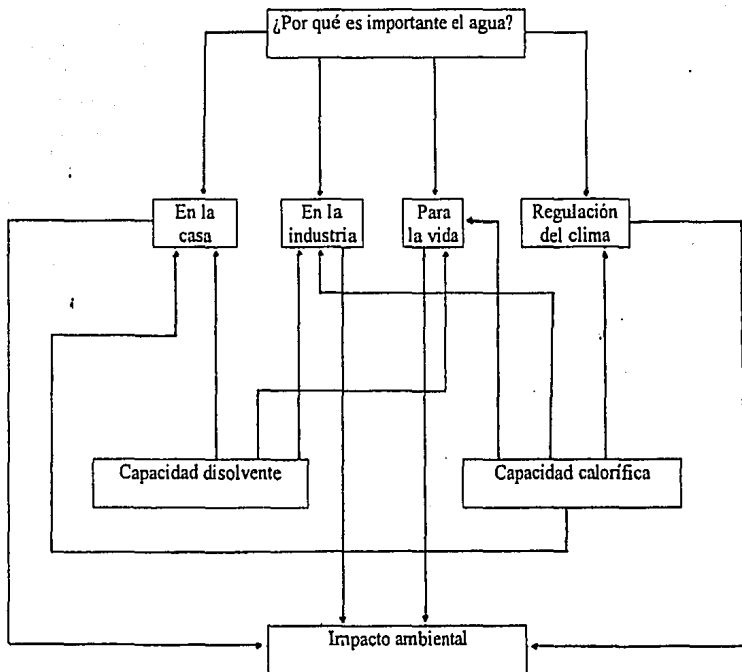 ¿Por qué es importante el agua?
En la
casa
En la
industria
Para
la vida
Regulación
del clima
Capacidad disolvente
Capacidad calorífica
Impacto ambiental